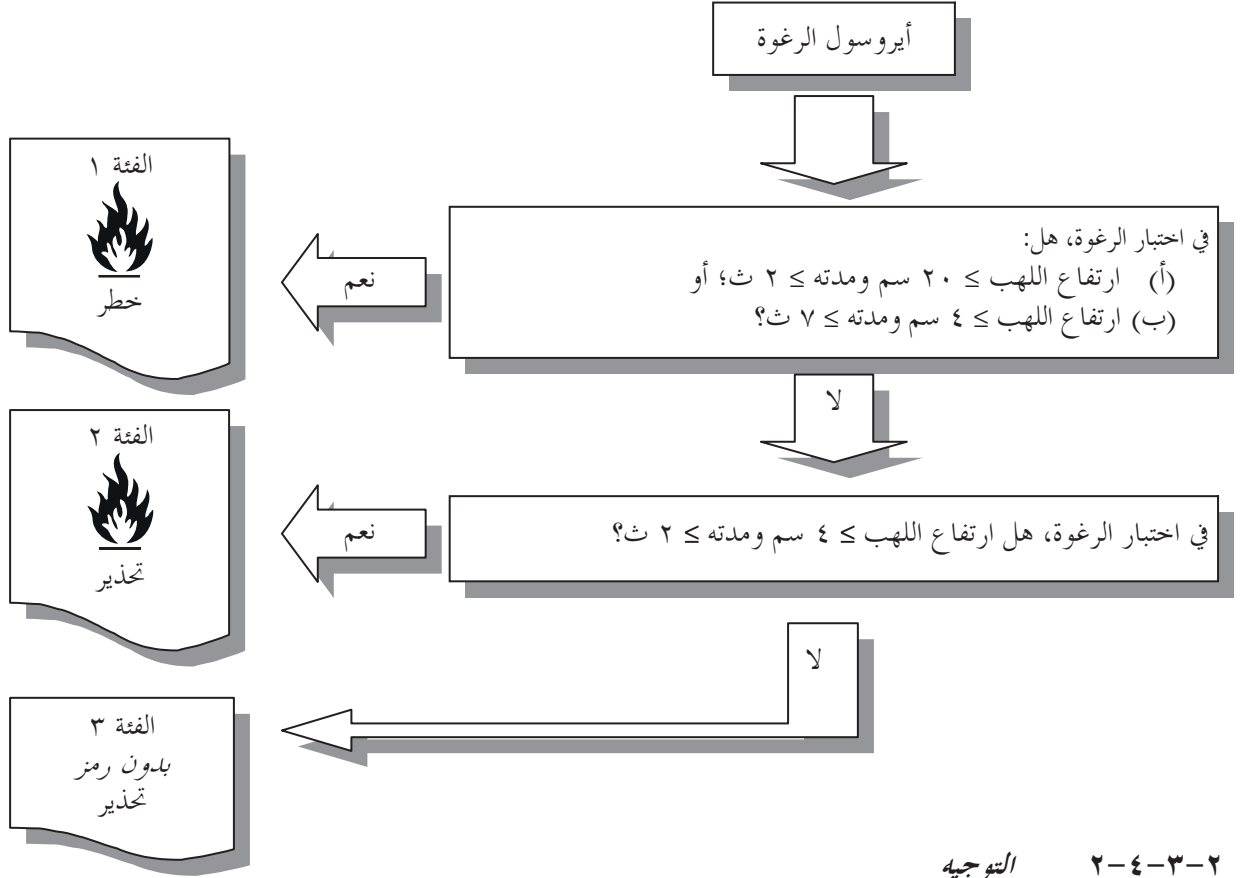 أيروسول الرغوة
في اختبار الرغوة، هل:
(أ) ارتفاع اللهب ≥ ٢٠ سم ومدته ≥ ٢ ث؛ أو
(ب) ارتفاع اللهب ≥ ٤ سم ومدته ≥ ٧ ث؟
نعم
الفئة ١
خطر
لا
في اختبار الرغوة، هل ارتفاع اللهب ≥ ٤ سم ومدته ≥ ٢ ث؟
نعم
الفئة ٢
تحذير
لا
الفئة ٣
بدون رمز
تحذير
٢-٣-٤-٢ التوجيه